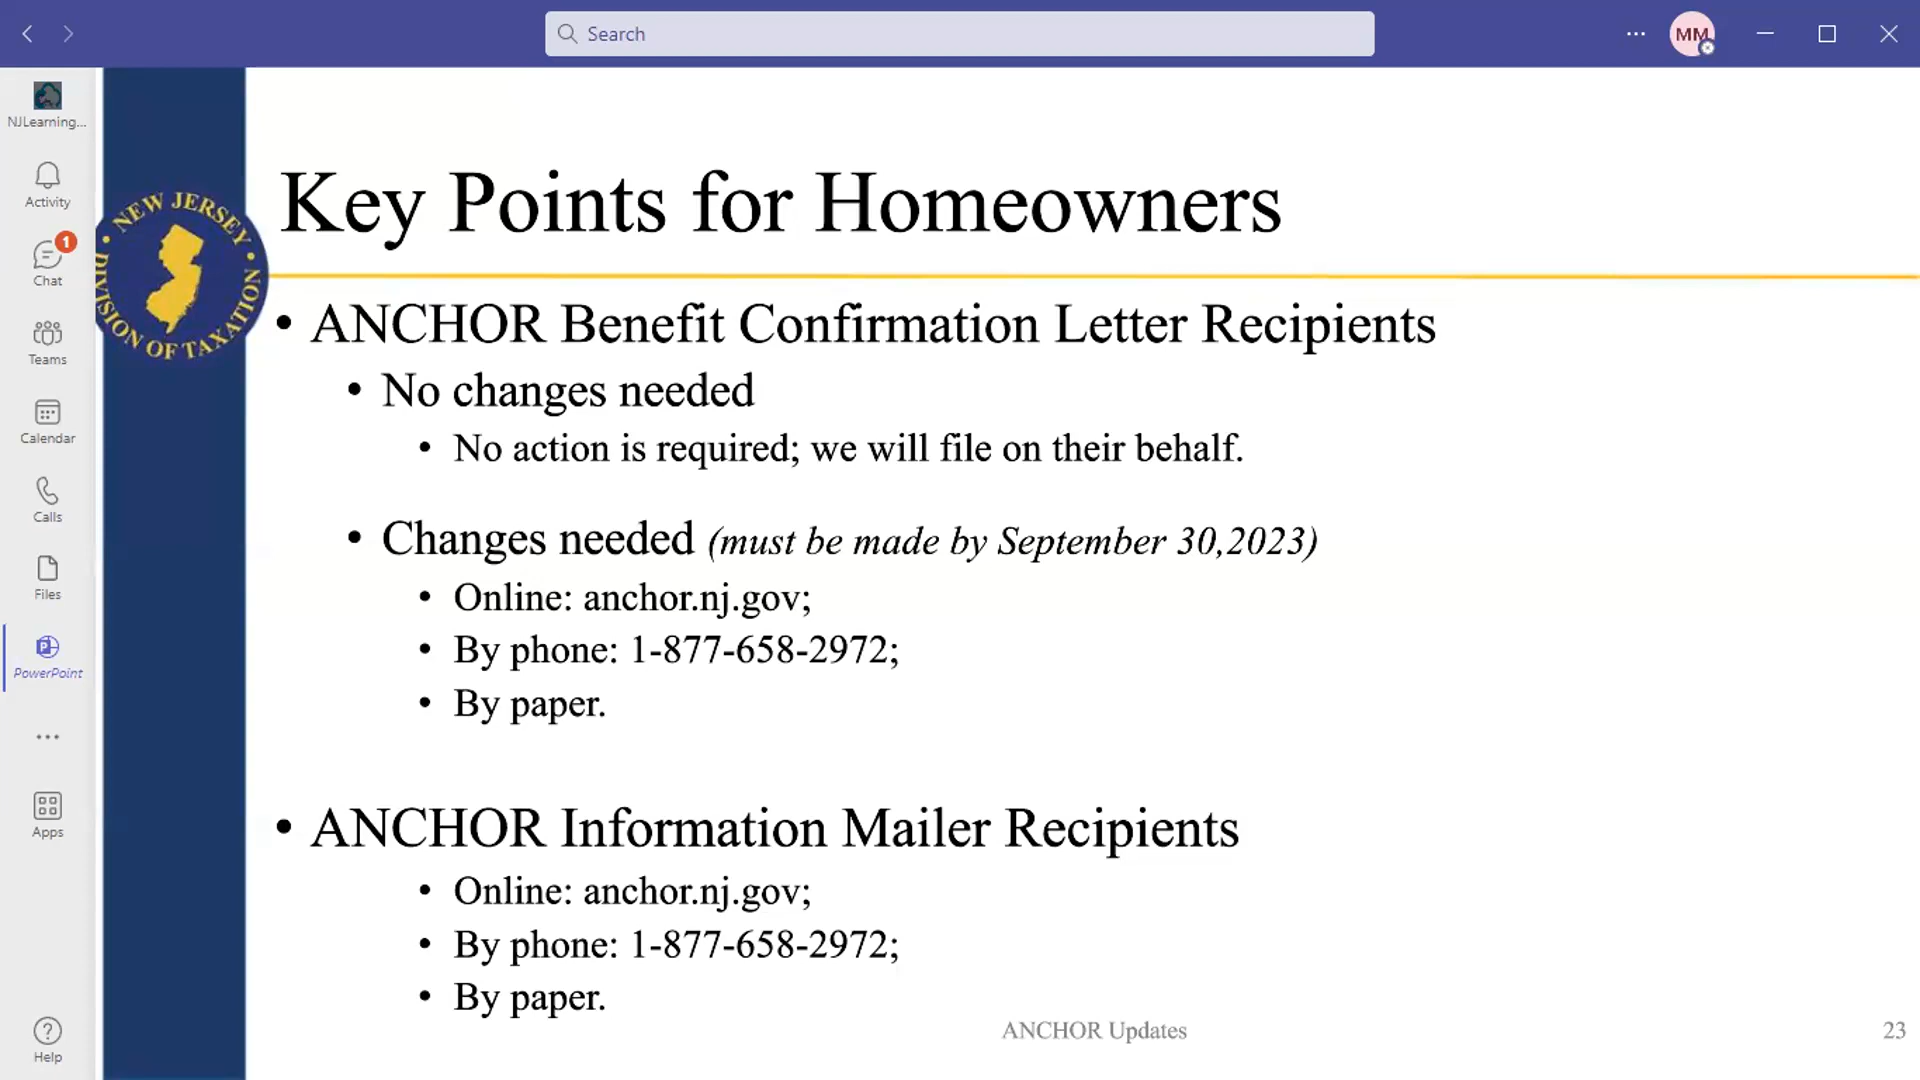 Search
MM
NJLearning...
Activity
1
Chat
Teams
Calendar
Calls
Files
PowerPoint
Apps
Help
NEW JERSEY
DIVISION OF TAXATION
Key Points for Homeowners
• ANCHOR Benefit Confirmation Letter Recipients
• No changes needed
• No action is required; we will file on their behalf.
• Changes needed (must be made by September 30,2023)
• Online: anchor.nj.gov;
• By phone: 1-877-658-2972;
• By paper.
• ANCHOR Information Mailer Recipients
• Online: anchor.nj.gov;
• By phone: 1-877-658-2972;
• By paper.
ANCHOR Updates
23